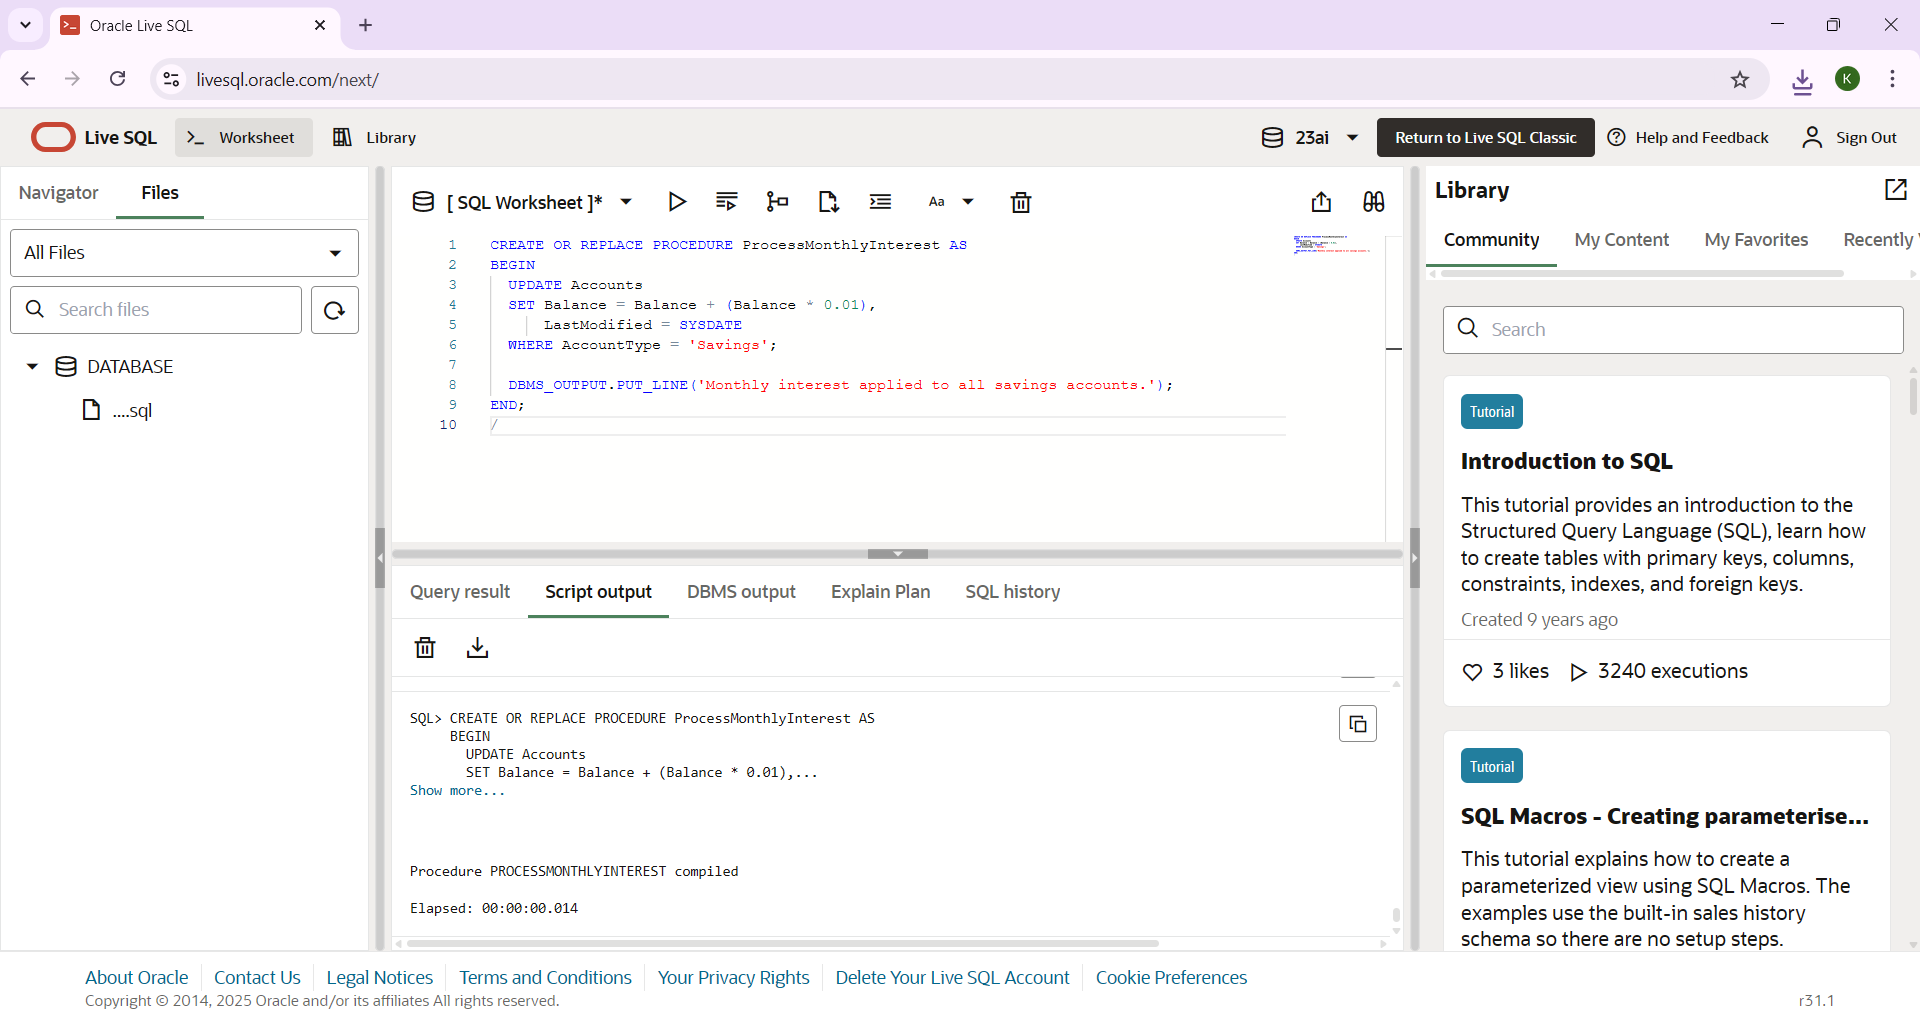 Oracle Live SQL
livesql.oracle.com/next/
K
Live SQL
Worksheet
Library
23ai
Return to Live SQL Classic
Help and Feedback
Sign Out
Navigator
Files
All Files
Search files
DATABASE
....sql
[ SQL Worksheet ]*
Aa
1 CREATE OR REPLACE PROCEDURE ProcessMonthlyInterest AS
2 BEGIN
3 UPDATE Accounts
4 SET Balance = Balance + (Balance * 0.01),
5 LastModified = SYSDATE
6 WHERE AccountType = 'Savings';
7
8 DBMS_OUTPUT.PUT_LINE('Monthly interest applied to all savings accounts.');
9 END;
10 /
Query result
Script output
DBMS output
Explain Plan
SQL history
SQL> CREATE OR REPLACE PROCEDURE ProcessMonthlyInterest AS
BEGIN
UPDATE Accounts
SET Balance = Balance + (Balance * 0.01),...
Show more...
Procedure PROCESSMONTHLYINTEREST compiled
Elapsed: 00:00:00.014
Library
Community
My Content
My Favorites
Recently
Search
Tutorial
Introduction to SQL
This tutorial provides an introduction to the
Structured Query Language (SQL), learn how
to create tables with primary keys, columns,
constraints, indexes, and foreign keys.
Created 9 years ago
3 likes
3240 executions
Tutorial
SQL Macros - Creating parameterise...
This tutorial explains how to create a
parameterized view using SQL Macros. The
examples use the built-in sales history
schema so there are no setup steps.
About Oracle
Contact Us
Legal Notices
Terms and Conditions
Your Privacy Rights
Delete Your Live SQL Account
Cookie Preferences
Copyright © 2014, 2025 Oracle and/or its affiliates All rights reserved.
r31.1